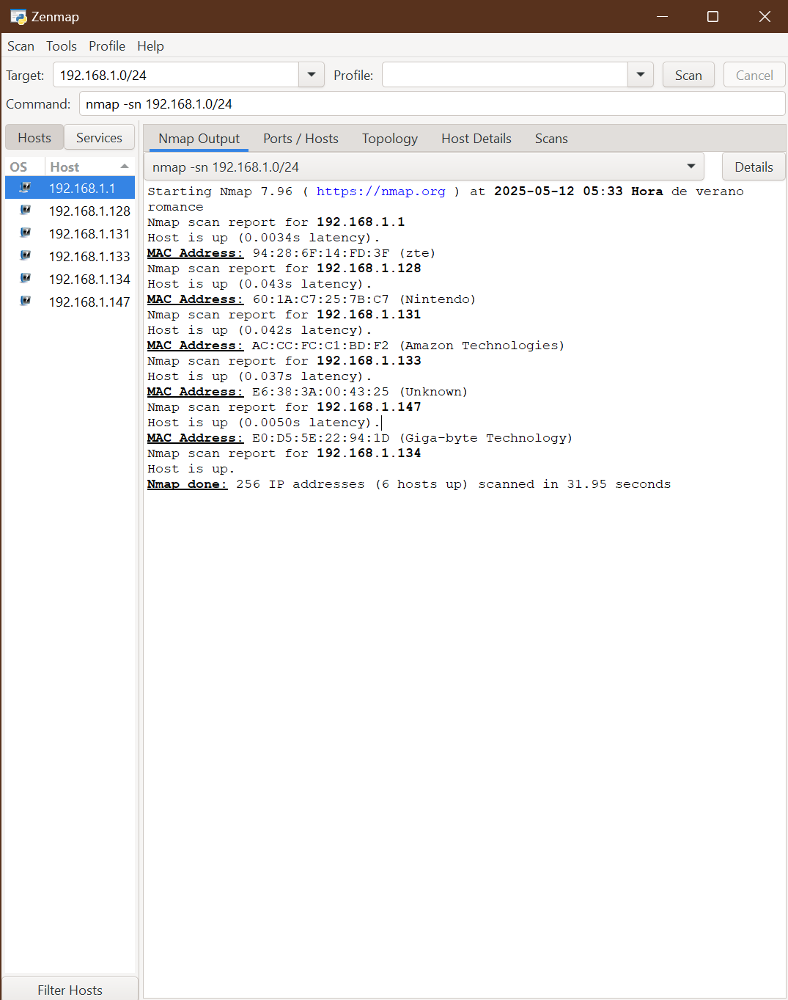 Zenmap
Scan Tools Profile Help
Target: 192.168.1.0/24 Profile: Scan Cancel
Command: nmap -sn 192.168.1.0/24
Hosts Services
Nmap Output Ports / Hosts Topology Host Details Scans
OS Host
nmap -sn 192.168.1.0/24 Details
192.168.1.1
192.168.1.128
192.168.1.131
192.168.1.133
192.168.1.134
192.168.1.147
Starting Nmap 7.96 ( https://nmap.org ) at 2025-05-12 05:33 Hora de verano
romance
Nmap scan report for 192.168.1.1
Host is up (0.0034s latency).
MAC Address: 94:28:6F:14:FD:3F (zte)
Nmap scan report for 192.168.1.128
Host is up (0.043s latency).
MAC Address: 60:1A:C7:25:7B:C7 (Nintendo)
Nmap scan report for 192.168.1.131
Host is up (0.042s latency).
MAC Address: AC:CC:FC:C1:BD:F2 (Amazon Technologies)
Nmap scan report for 192.168.1.133
Host is up (0.037s latency).
MAC Address: E6:38:3A:00:43:25 (Unknown)
Nmap scan report for 192.168.1.147
Host is up (0.0050s latency).
MAC Address: E0:D5:5E:22:94:1D (Giga-byte Technology)
Nmap scan report for 192.168.1.134
Host is up.
Nmap done: 256 IP addresses (6 hosts up) scanned in 31.95 seconds
Filter Hosts